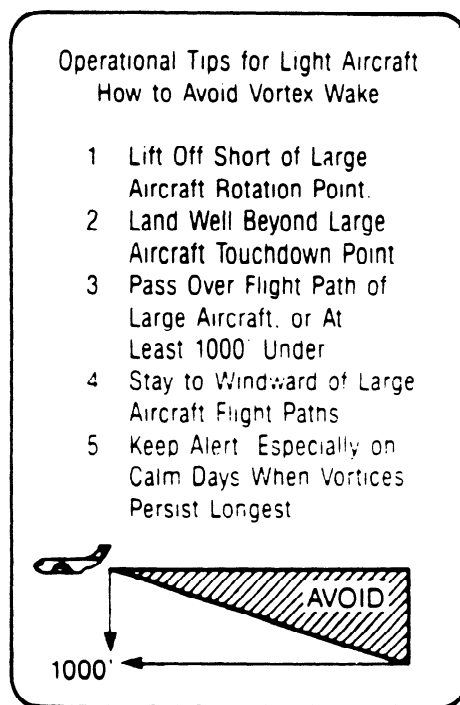 Operational Tips for Light Aircraft
How to Avoid Vortex Wake
1 Lift Off Short of Large
Aircraft Rotation Point.
2 Land Well Beyond Large
Aircraft Touchdown Point
3 Pass Over Flight Path of
Large Aircraft, or At
Least 1000' Under
4 Stay to Windward of Large
Aircraft Flight Paths
5 Keep Alert Especially on
Calm Days When Vortices
Persist Longest
AVOID
1000'